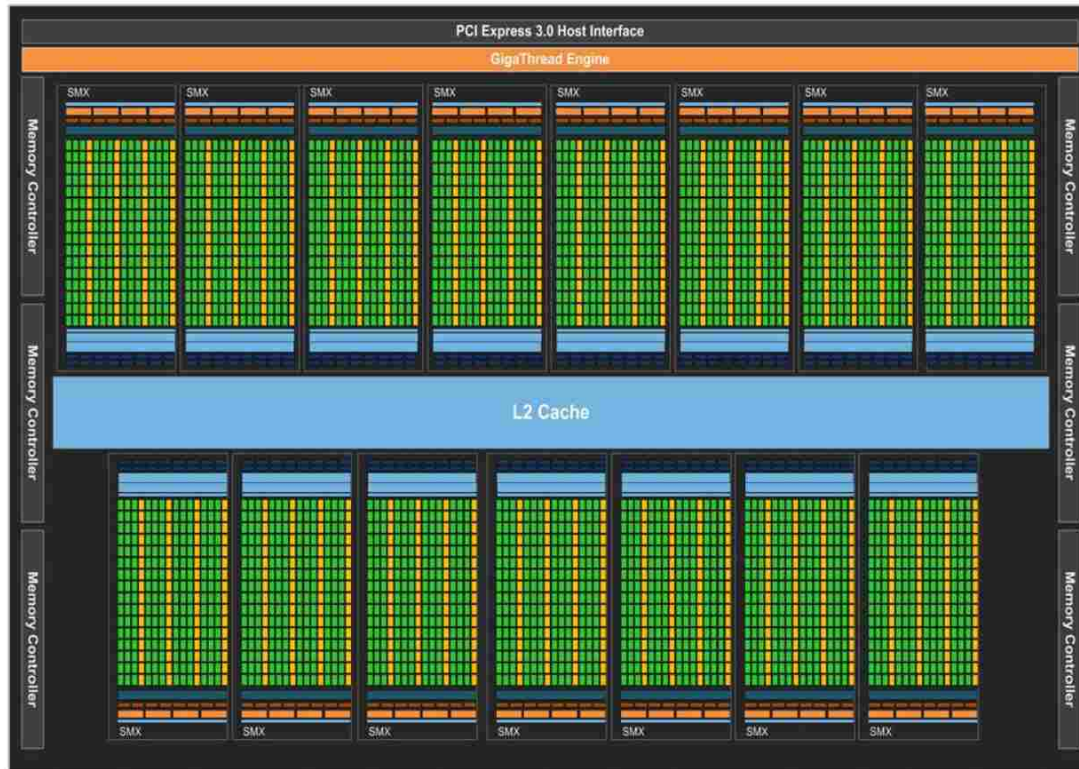 PCI Express 3.0 Host Interface
GigaThread Engine
SMX SMX SMX SMX SMX SMX SMX SMX
Memory Controller
Memory Controller
L2 Cache
Memory Controller
Memory Controller
Memory Controller
Memory Controller
SMX SMX SMX SMX SMX SMX SMX